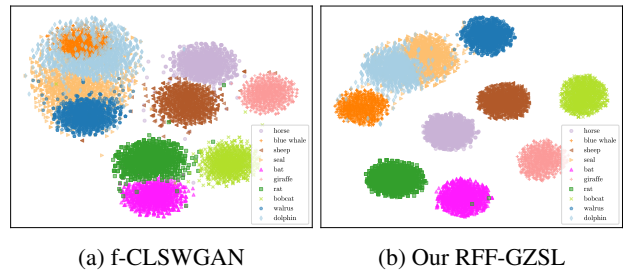 horse
blue whale
sheep
seal
bat
giraffe
rat
bobcat
walrus
dolphin
horse
blue whale
sheep
seal
bat
giraffe
rat
bobcat
walrus
dolphin
(a) f-CLSWGAN
(b) Our RFF-GZSL